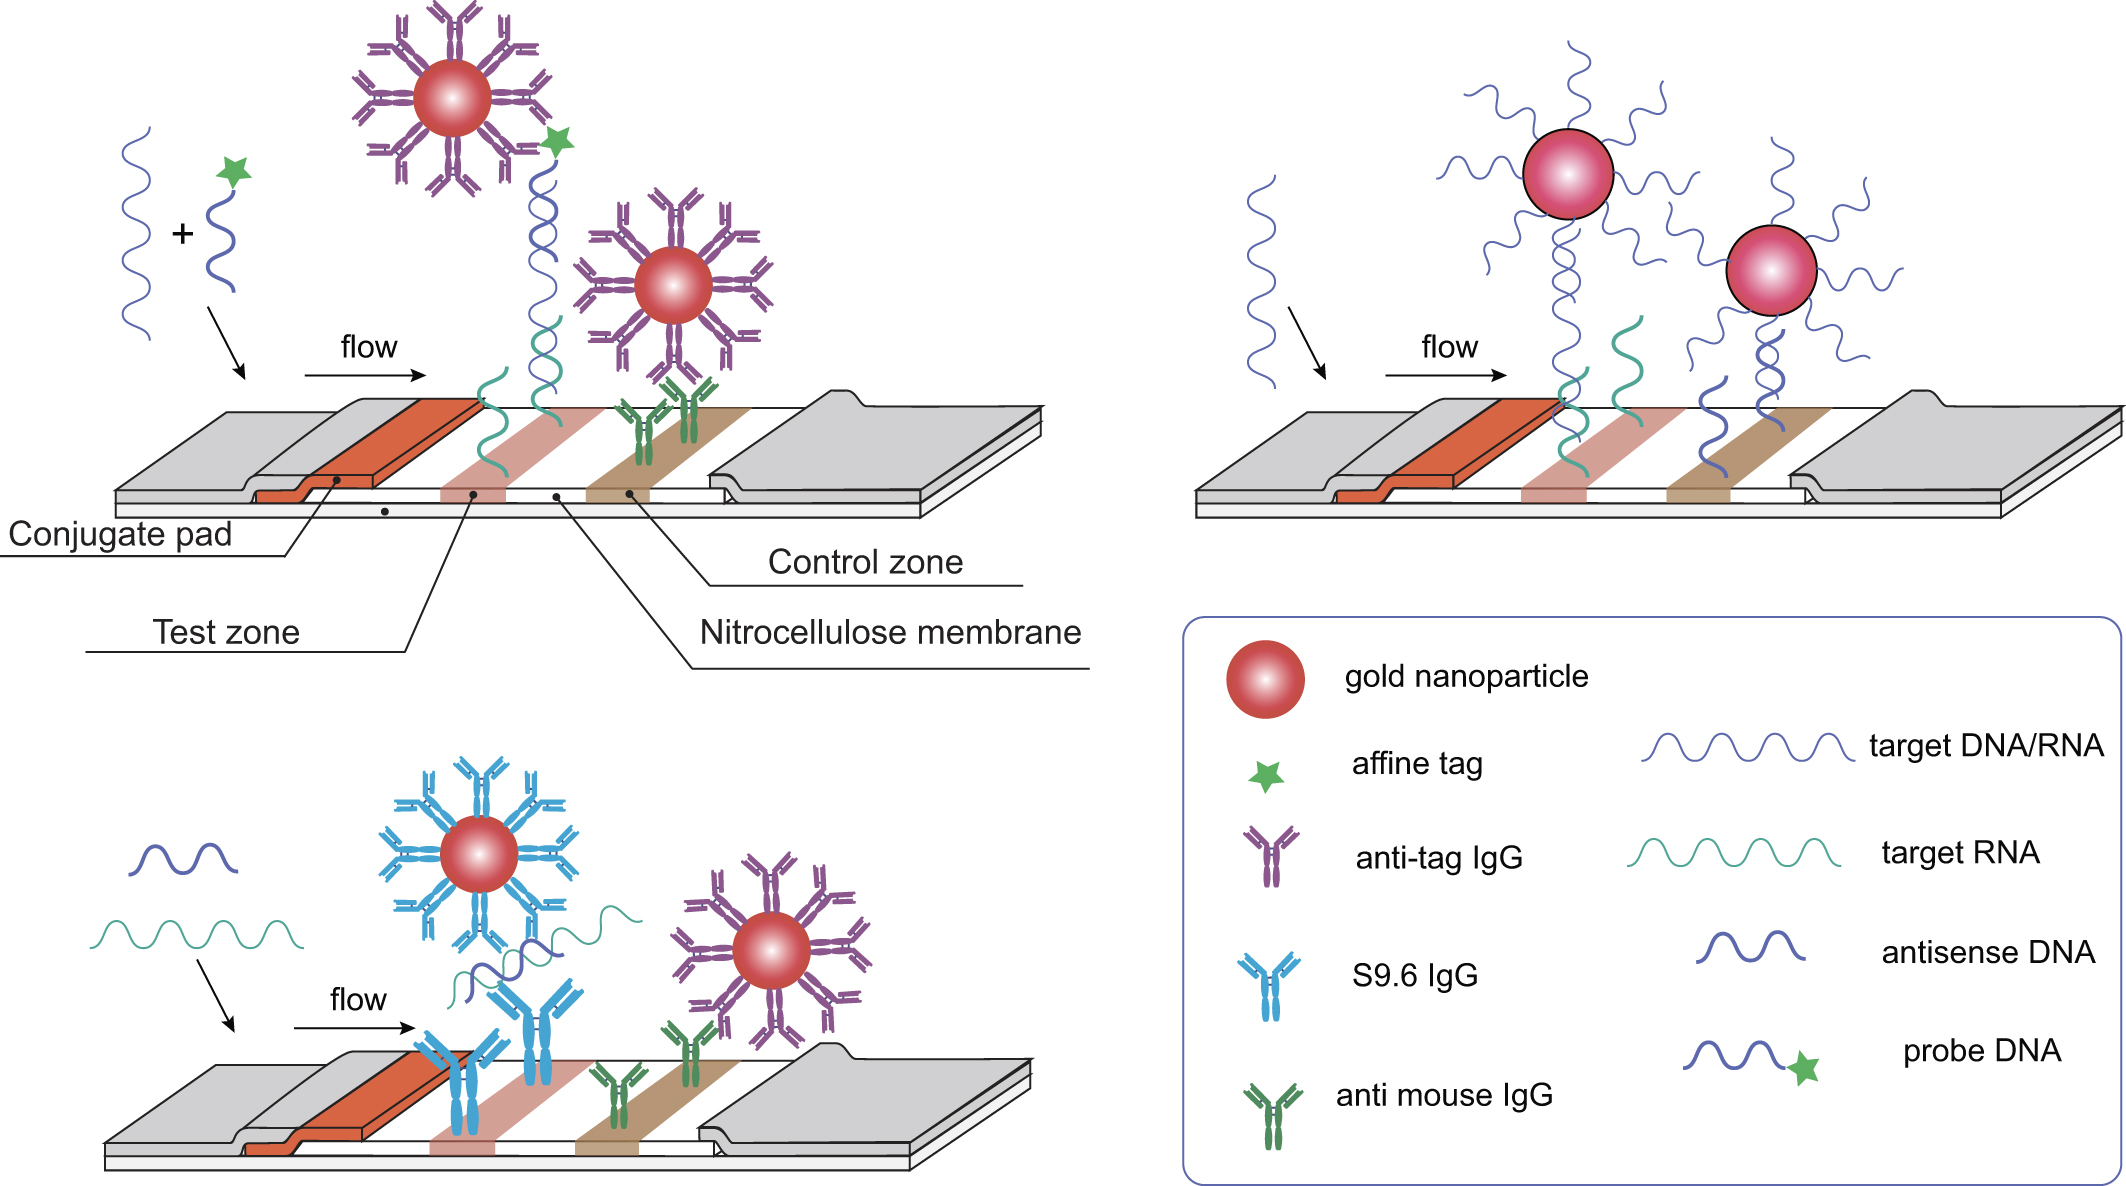 +
flow
Conjugate pad
Control zone
Test zone
Nitrocellulose membrane
flow
flow
gold nanoparticle
affine tag
anti-tag IgG
S9.6 IgG
anti mouse IgG
target DNA/RNA
target RNA
antisense DNA
probe DNA